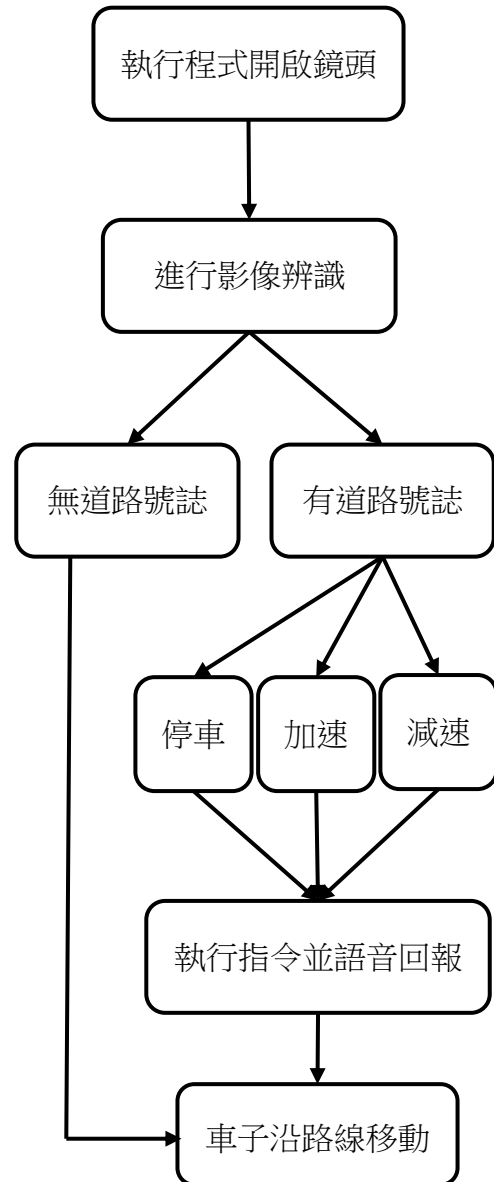 執行程式開啟鏡頭
進行影像辨識
無道路號誌
有道路號誌
停車
加速
減速
執行指令並語音回報
車子沿路線移動